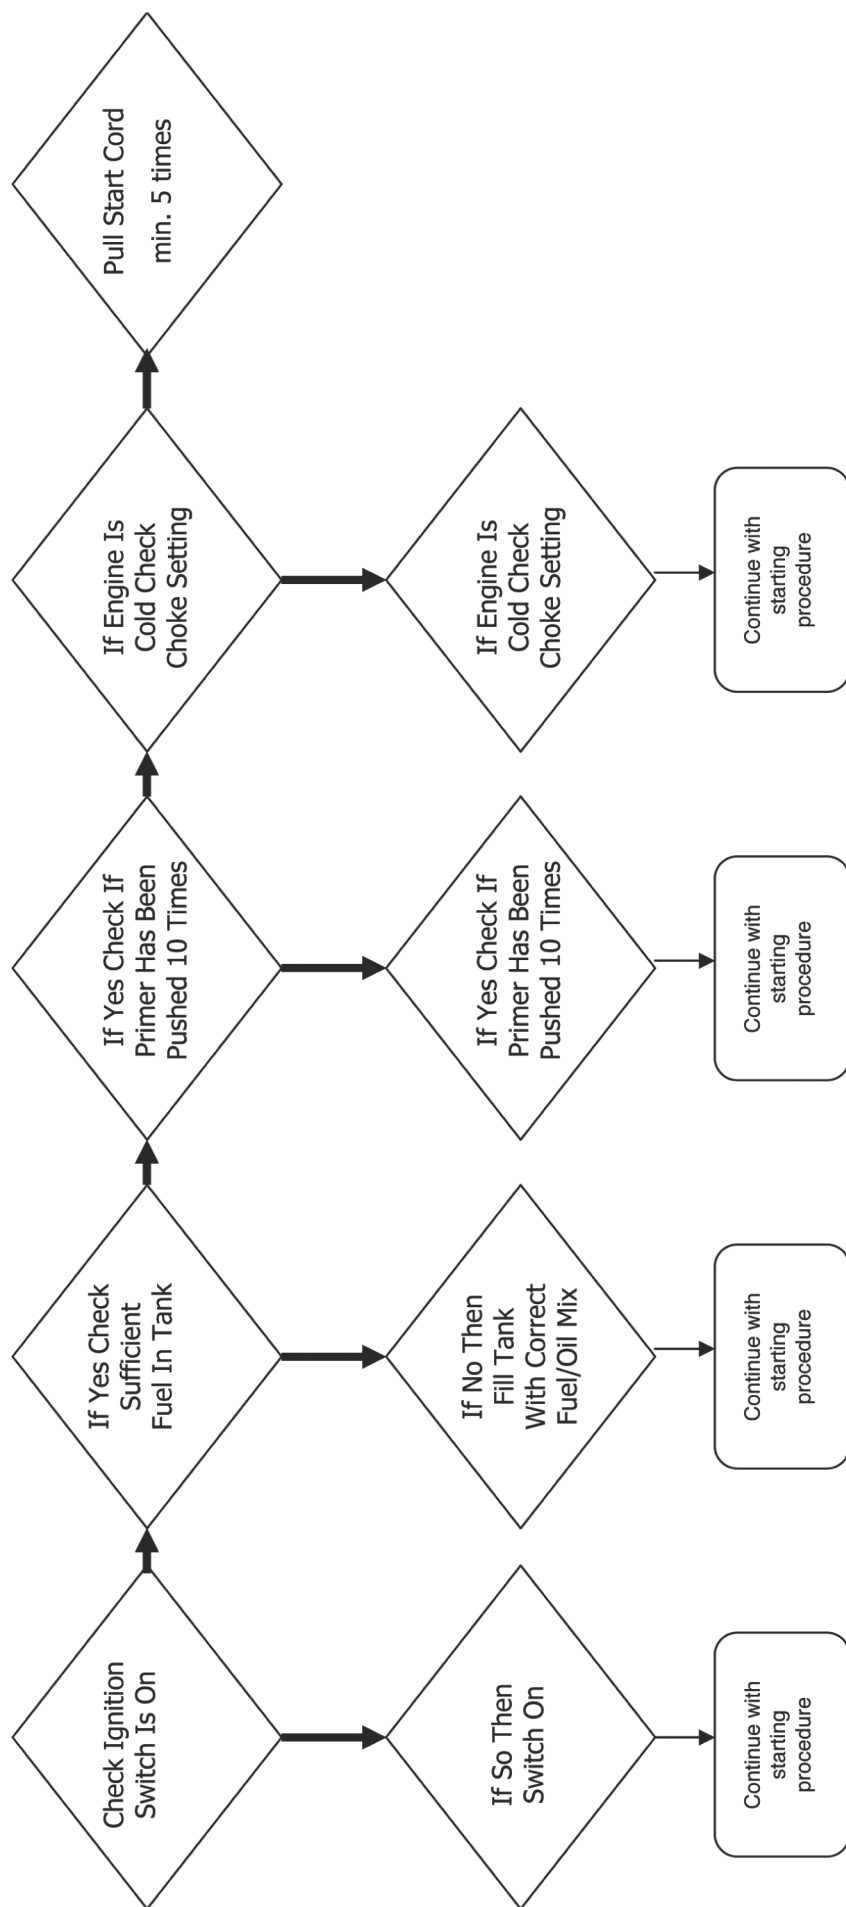 Check Ignition
Switch Is On
If Yes Check
Sufficient
Fuel In Tank
If Yes Check If
Primer Has Been
Pushed 10 Times
If Engine Is
Cold Check
Choke Setting
Pull Start Cord
min. 5 times
If So Then
Switch On
If No Then
Fill Tank
With Correct
Fuel/Oil Mix
If Yes Check If
Primer Has Been
Pushed 10 Times
If Engine Is
Cold Check
Choke Setting
Continue with
starting
procedure
Continue with
starting
procedure
Continue with
starting
procedure
Continue with
starting
procedure